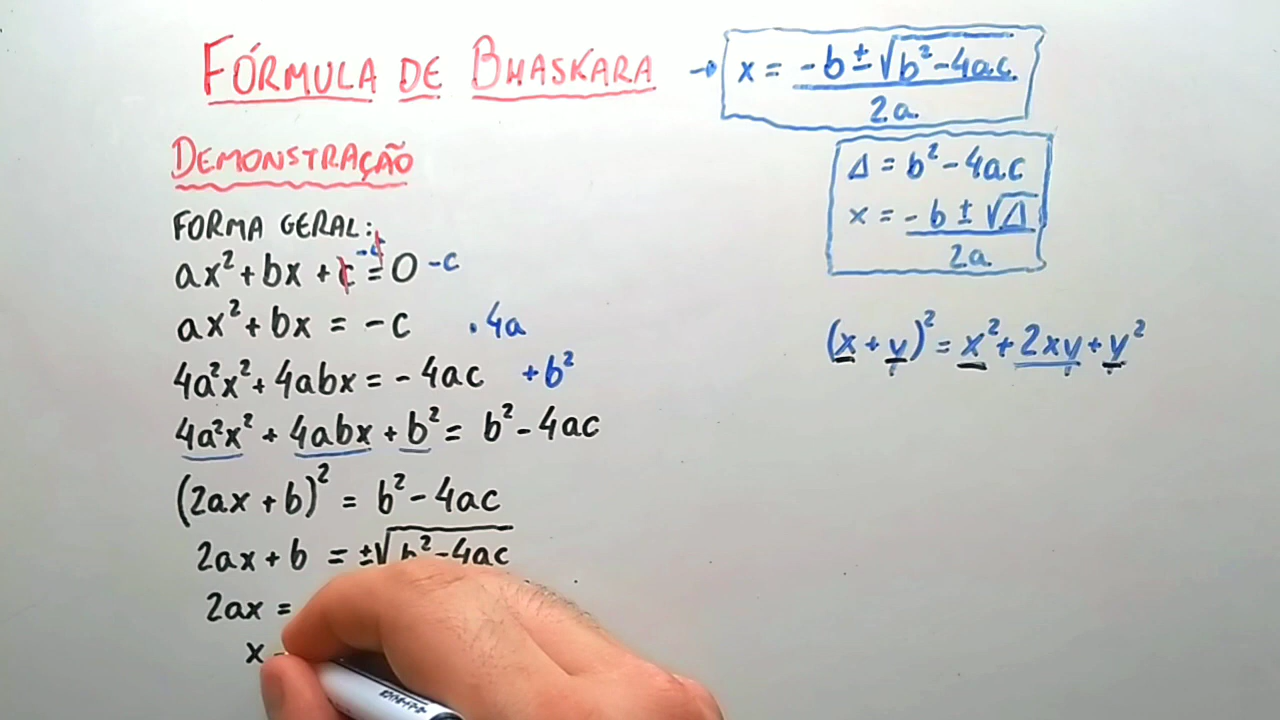 FÓRMULA DE BHASKARA → x = -b ± √(b² - 4ac) / 2a
Δ = b² - 4ac
x = -b ± √Δ / 2a
DEMONSTRAÇÃO
FORMA GERAL:
ax² + bx + c -c = 0 -c
ax² + bx = -c · 4a
4a²x² + 4abx = -4ac + b²
4a²x² + 4abx + b² = b² - 4ac
(2ax + b)² = b² - 4ac
2ax + b = ±√(b² - 4ac)
2ax =
x
(x + y)² = x² + 2xy + y²